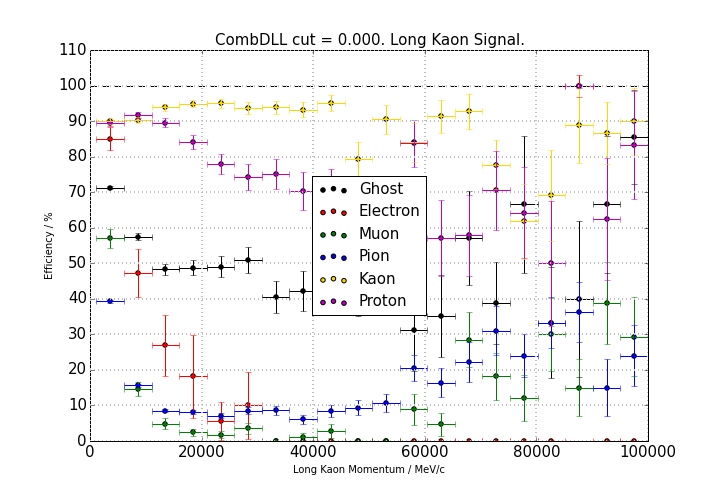 CombDLL cut = 0.000. Long Kaon Signal.
110
100
90
80
70
60
50
40
30
20
10
0
Efficiency / %
Ghost
Electron
Muon
Pion
Kaon
Proton
0 20000 40000 60000 80000 100000
Long Kaon Momentum / MeV/c